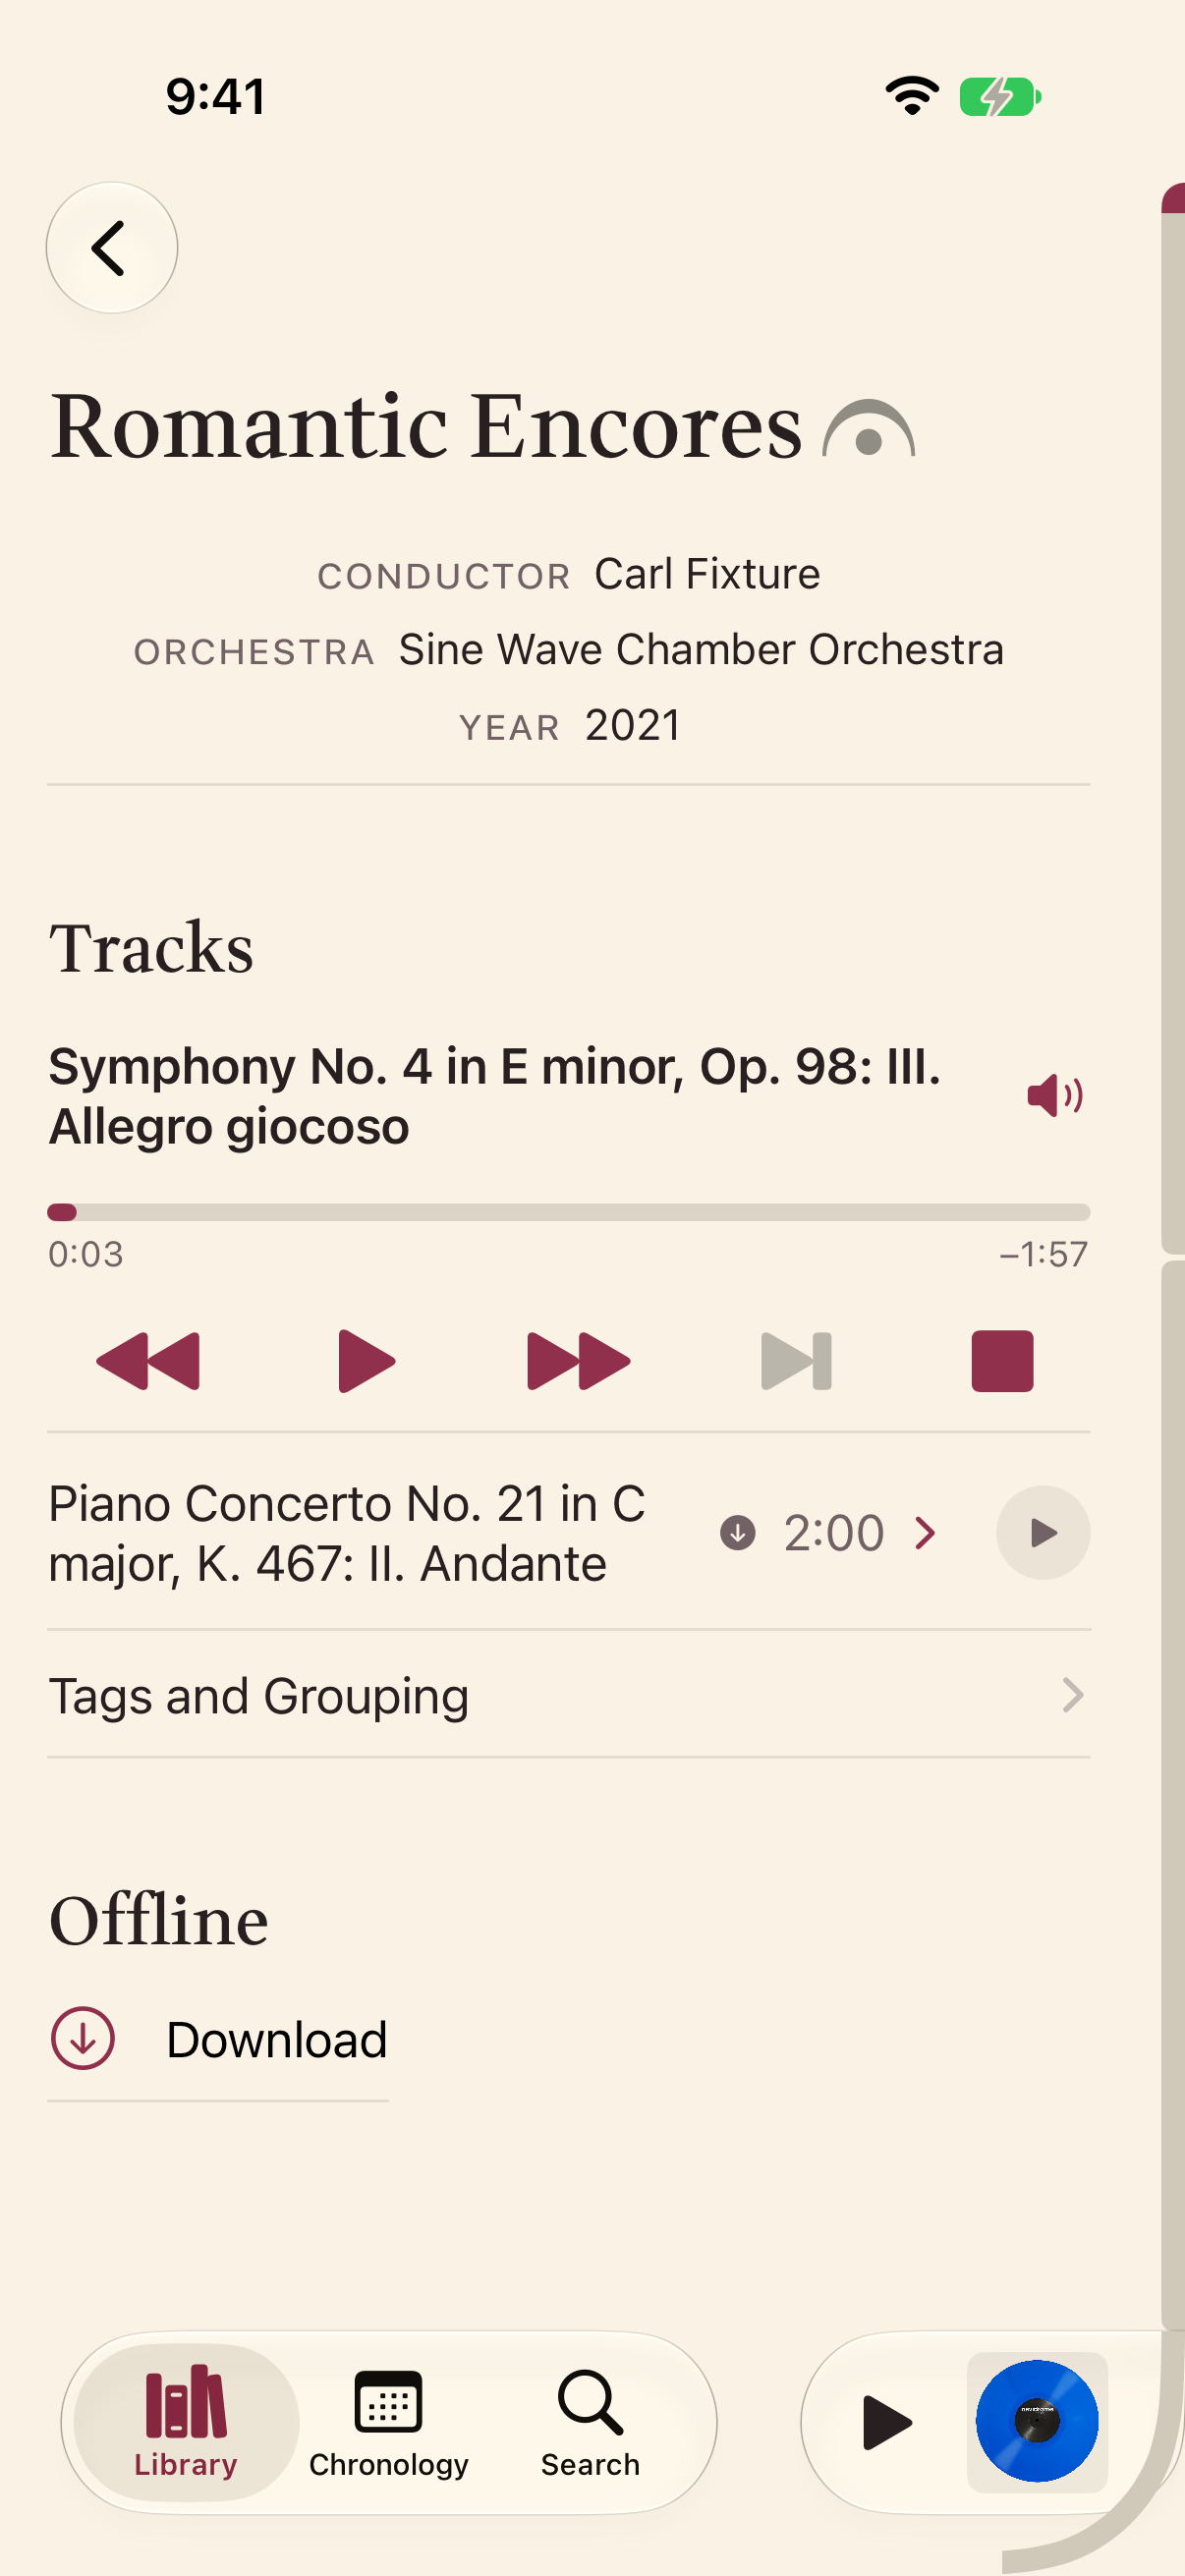 9:41
Romantic Encores
CONDUCTOR Carl Fixture
ORCHESTRA Sine Wave Chamber Orchestra
YEAR 2021
Tracks
Symphony No. 4 in E minor, Op. 98: III.
Allegro giocoso
0:03 –1:57
Piano Concerto No. 21 in C
major, K. 467: II. Andante
2:00
Tags and Grouping
Offline
Download
Library Chronology Search
navidrome